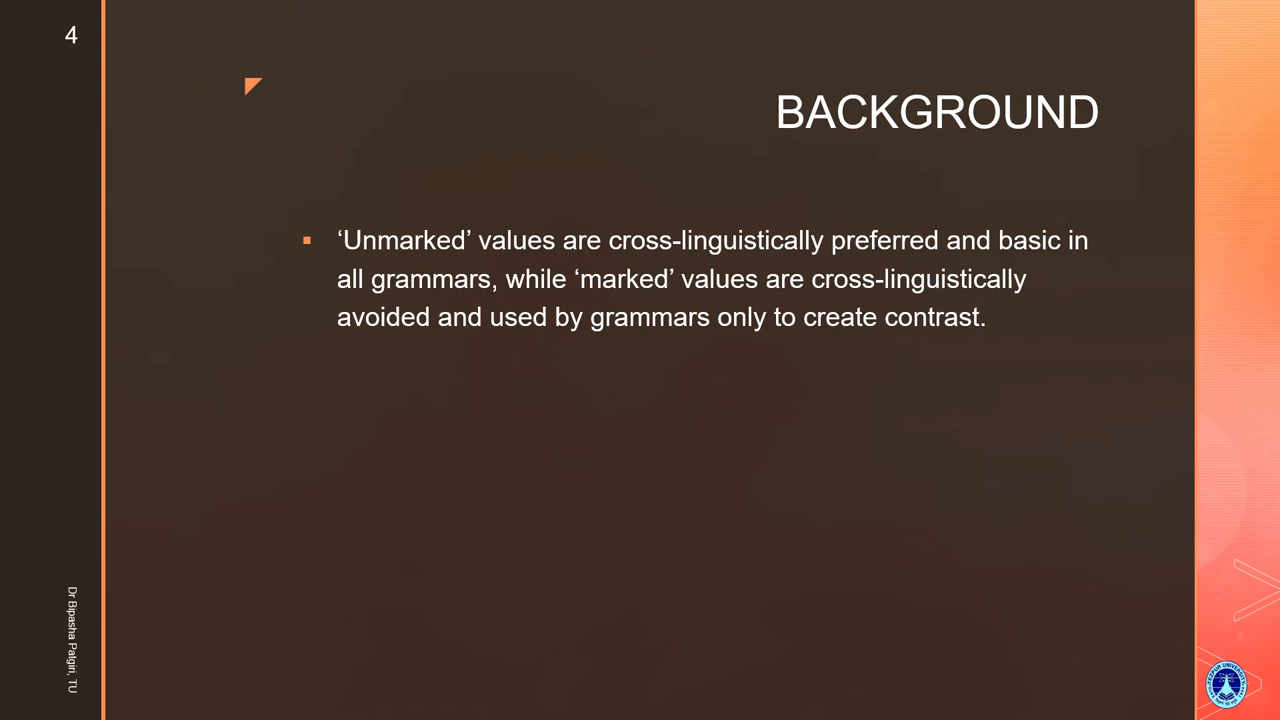 4
BACKGROUND
▪ ‘Unmarked’ values are cross-linguistically preferred and basic in
all grammars, while ‘marked’ values are cross-linguistically
avoided and used by grammars only to create contrast.
Dr Bipasha Patgiri, TU